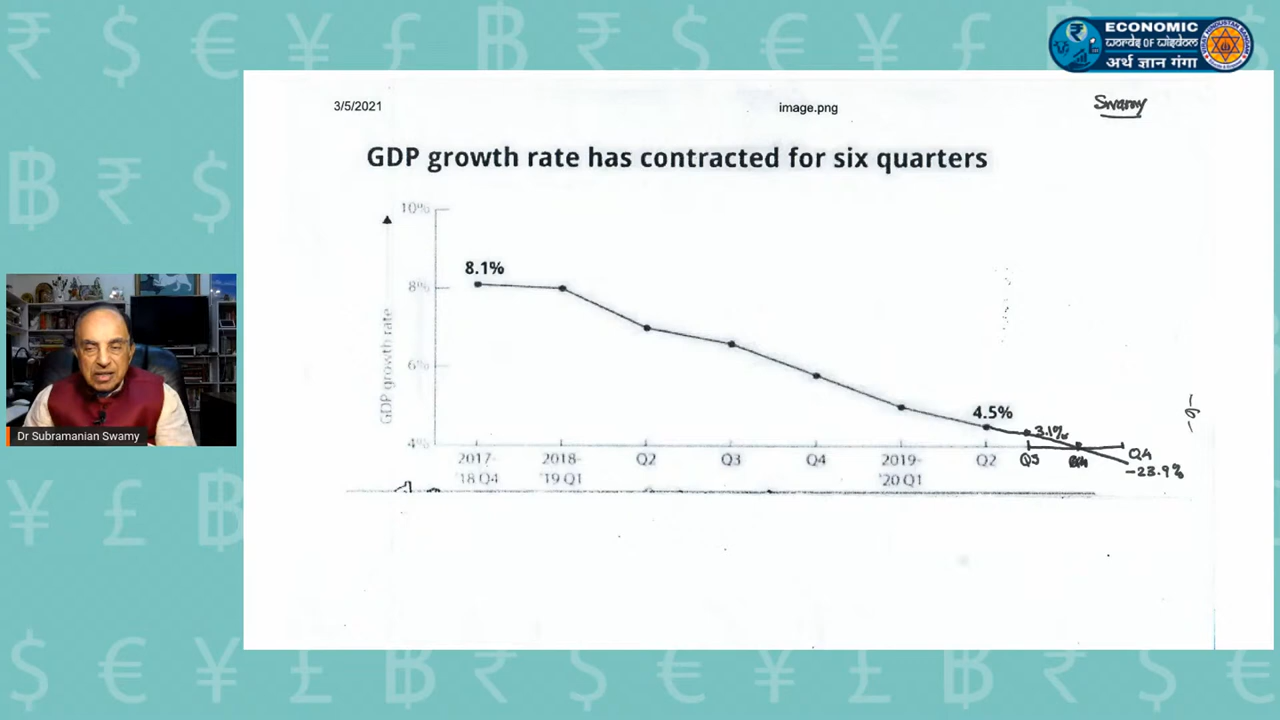 ECONOMIC
WORDS OF WISDOM
अर्थ ज्ञान गंगा
3/5/2021
image.png
Swamy
GDP growth rate has contracted for six quarters
10%
8.1%
8%
GDP growth rate
6%
4.5%
3.1%
4%
2017-
'18 Q4
2018-
'19 Q1
Q2
Q3
Q4
2019-
'20 Q1
Q2
Q3
Q4
-23.9%
-9-
Dr Subramanian Swamy